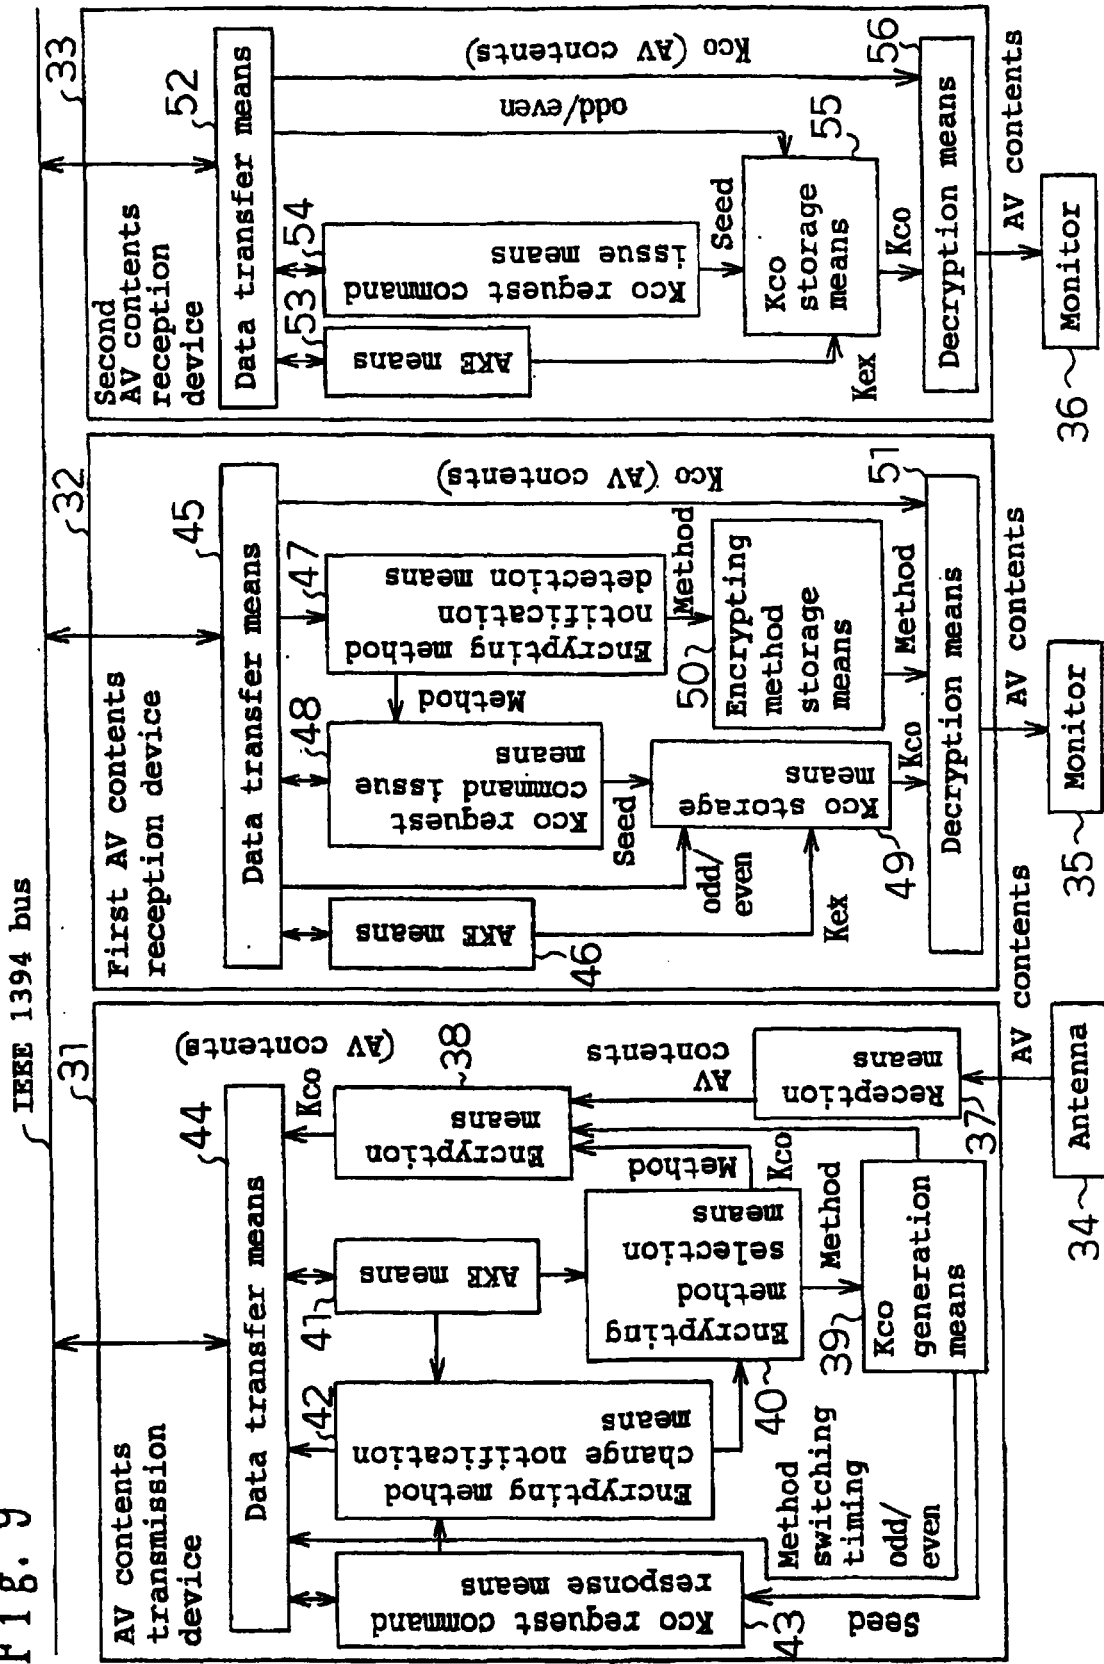 Fig. 9
IEEE 1394 bus
31
AV contents
transmission
device
44
Data transfer means
43
Kco request command
response means
42
Encrypting method
change notification
means
41
AKE means
38
Encryption
means
Kco
(AV contents)
40
Encrypting
method
selection
means
Method
Kco
AV
contents
37
Reception
means
39
Kco
generation
means
Method
Method
switching
timing
odd/
even
Seed
34
Antenna
AV contents
32
First AV contents
reception device
45
Data transfer means
46
AKE means
48
Kco request
command issue
means
47
Encrypting method
notification
detection means
Method
Method
Seed
odd/
even
Kex
49
Kco storage
means
50
Encrypting
method
storage
means
Kco
Method
Kco (AV contents)
51
Decryption means
AV contents
35
Monitor
33
Second
AV contents
reception
device
52
Data transfer means
53
AKE means
54
Kco request command
issue means
Seed
odd/even
55
Kco
storage
means
Kex
Kco
Kco (AV contents)
56
Decryption means
AV contents
36
Monitor